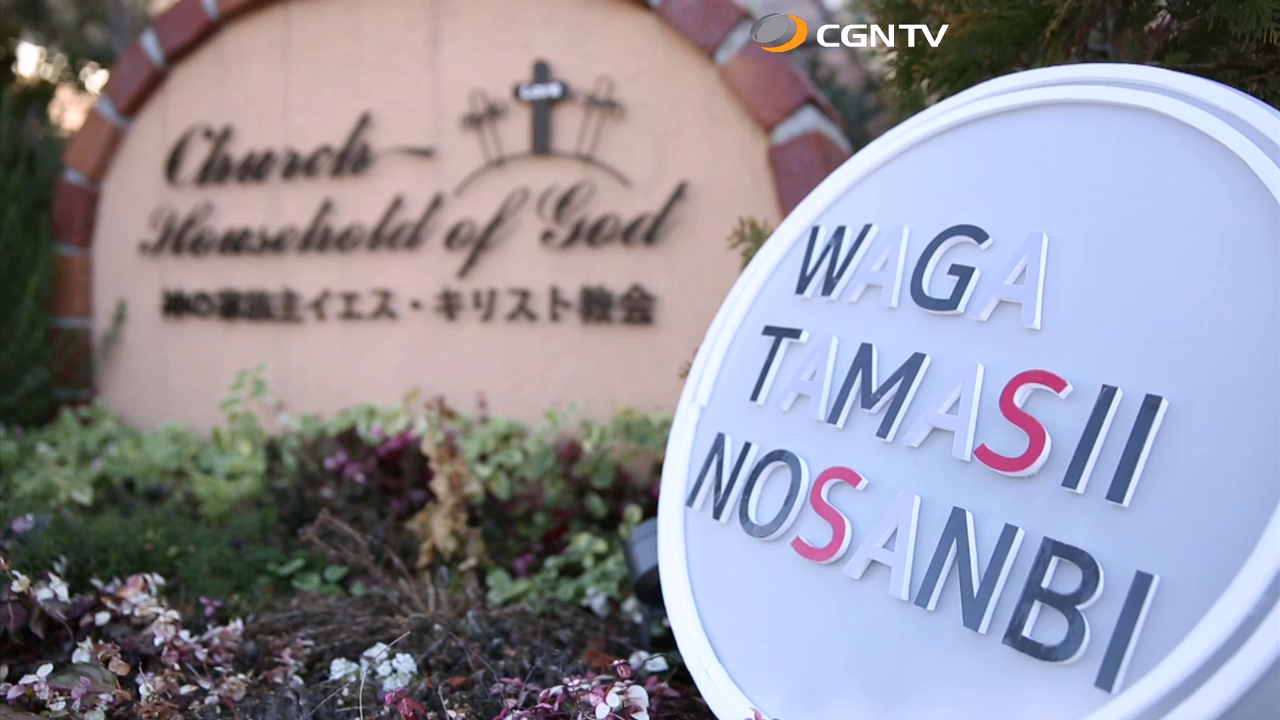 CGNTV
Church
Household of God
神の家族主イエス・キリスト教会
WAGA
TAMASII
NOSANBI